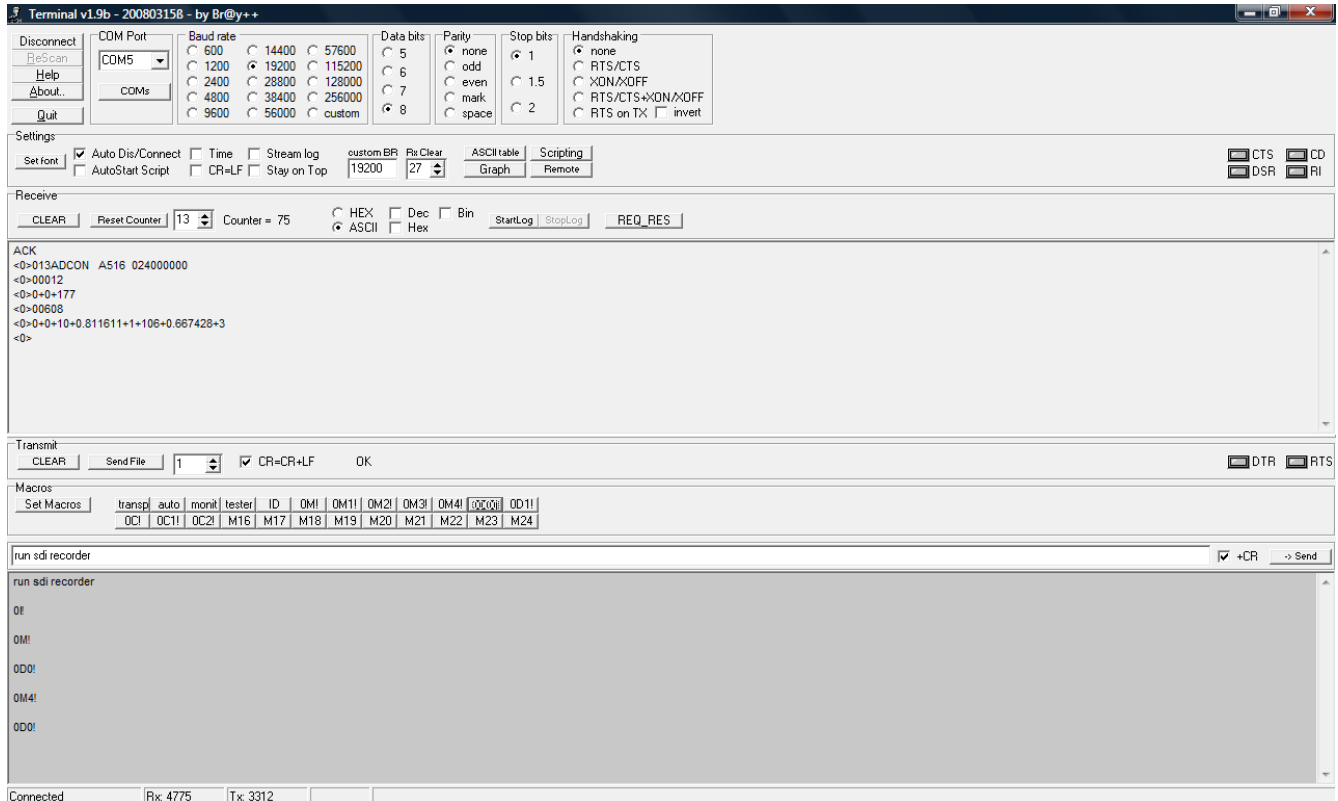 Terminal v1.9b - 20080315ß - by Br@y++
Disconnect
ReScan
Help
About..
Quit
COM Port
COM5
COMs
Baud rate
600 14400 57600
1200 19200 115200
2400 28800 128000
4800 38400 256000
9600 56000 custom
Data bits
5
6
7
8
Parity
none
odd
even
mark
space
Stop bits
1
1.5
2
Handshaking
none
RTS/CTS
XON/XOFF
RTS/CTS+XON/XOFF
RTS on TX invert
Settings
Set font
Auto Dis/Connect Time Stream log
AutoStart Script CR=LF Stay on Top
custom BR Rx Clear
19200 27
ASCII table Scripting
Graph Remote
CTS CD
DSR RI
Receive
CLEAR Reset Counter 13 Counter = 75
HEX Dec Bin
ASCII Hex
StartLog StopLog REQ_RES
ACK
<0>013ADCON A516 024000000
<0>00012
<0>0+0+177
<0>00608
<0>0+0+10+0.811611+1+106+0.667428+3
<0>
Transmit
CLEAR Send File 1 CR=CR+LF OK
DTR RTS
Macros
Set Macros
transp auto monit tester ID 0M! 0M1! 0M2! 0M3! 0M4! 0D1!
0C! 0C1! 0C2! M16 M17 M18 M19 M20 M21 M22 M23 M24
run sdi recorder +CR -> Send
run sdi recorder
0I!
0M!
0D0!
0M4!
0D0!
Connected Rx: 4775 Tx: 3312